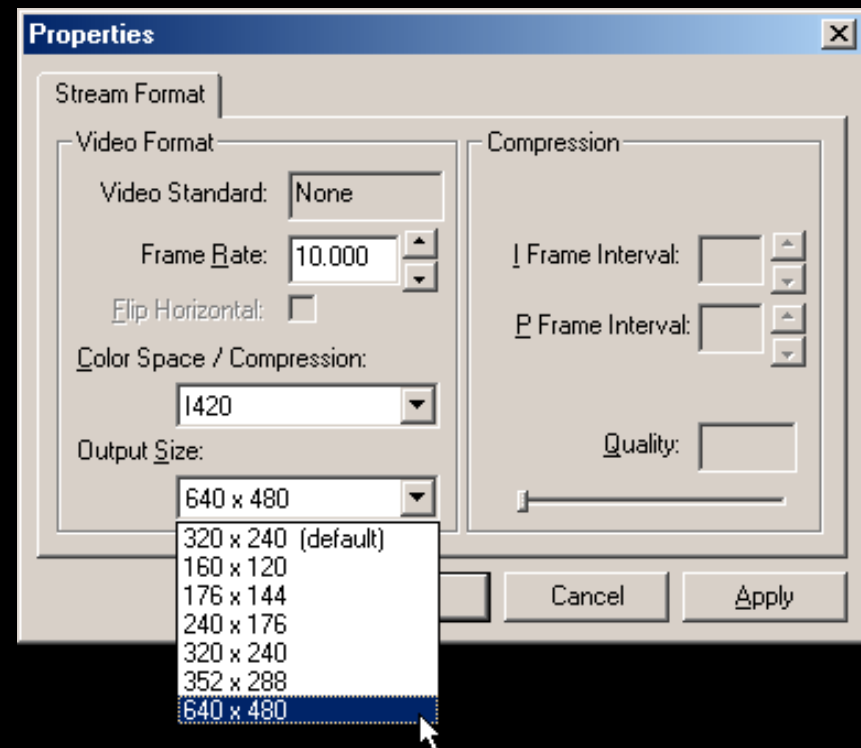 Properties
Stream Format
Video Format
Video Standard: None
Frame Rate: 10.000
Flip Horizontal:
Color Space / Compression:
I420
Output Size:
640 x 480
320 x 240 (default)
160 x 120
176 x 144
240 x 176
320 x 240
352 x 288
640 x 480
Compression
I Frame Interval:
P Frame Interval:
Quality:
Cancel
Apply